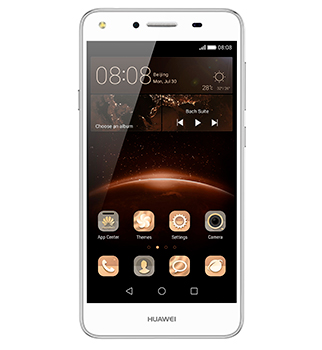 08:08
08:08
Beijing
Mon, Jul 30
28°
Bach Suite
Choose an album
App Center
Themes
Settings
Camera
HUAWEI